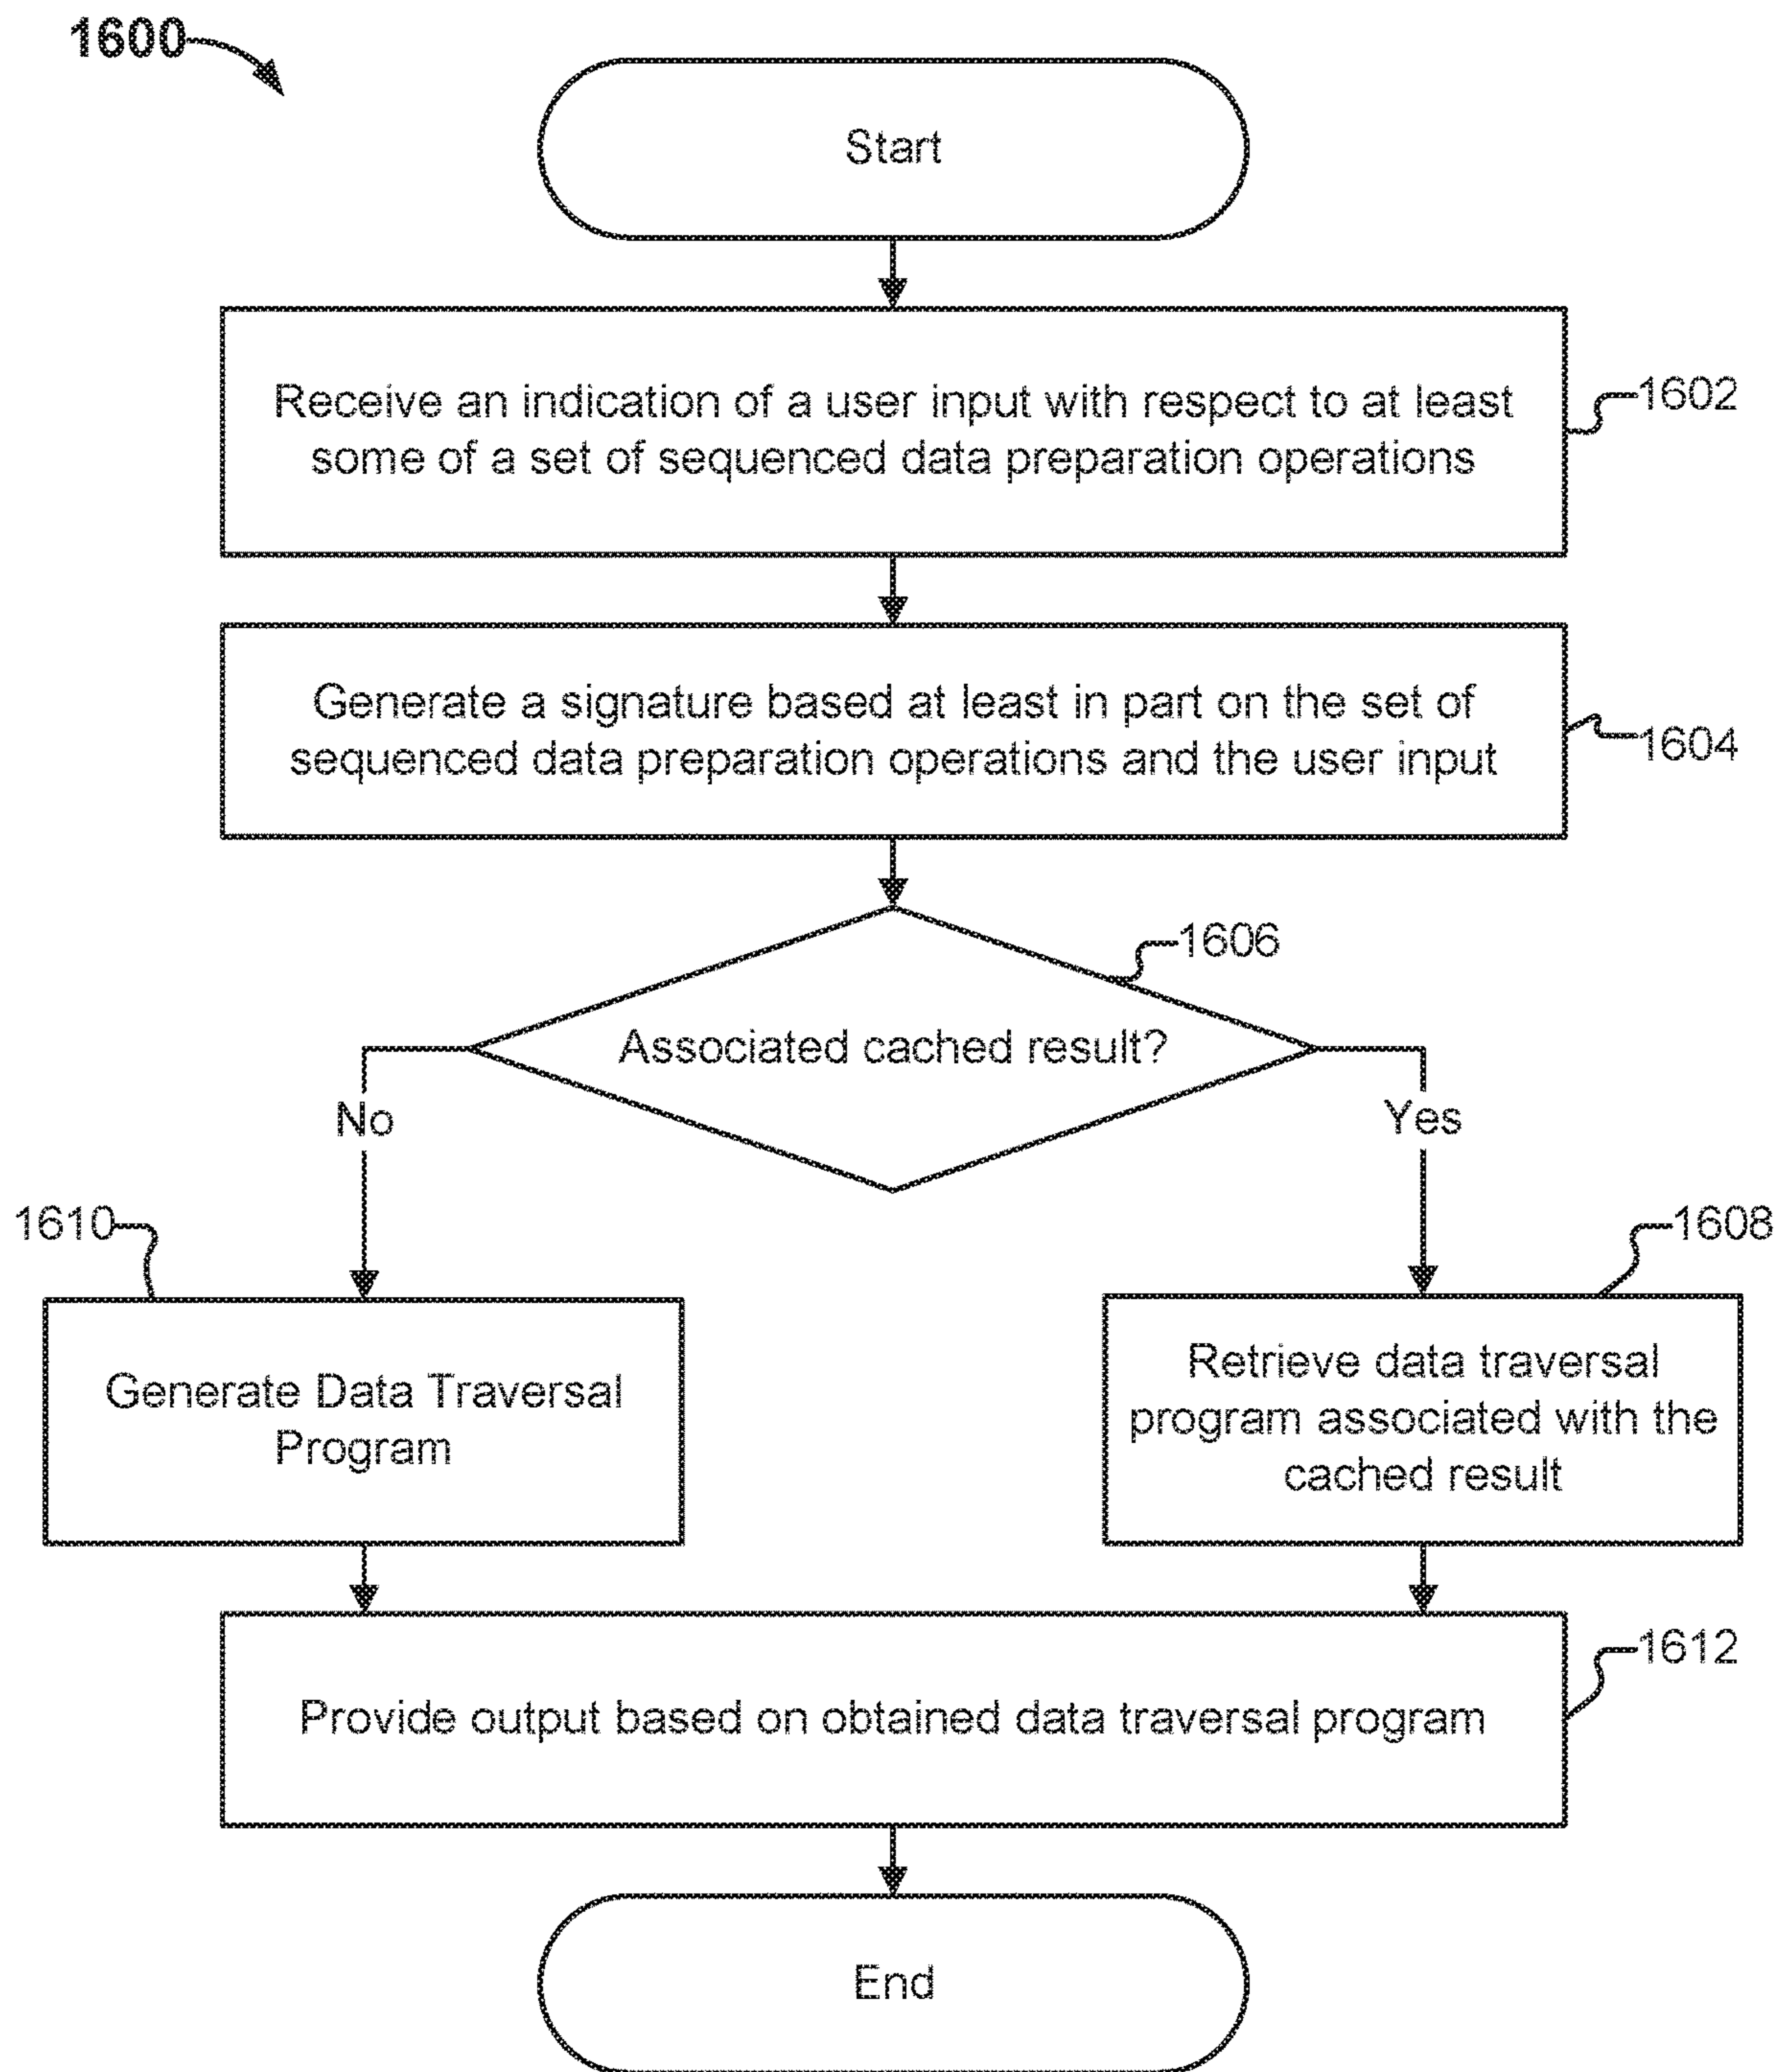 1600
Start
Receive an indication of a user input with respect to at least
some of a set of sequenced data preparation operations
1602
Generate a signature based at least in part on the set of
sequenced data preparation operations and the user input
1604
1606
Associated cached result?
No
Yes
1610
1608
Generate Data Traversal
Program
Retrieve data traversal
program associated with the
cached result
1612
Provide output based on obtained data traversal program
End